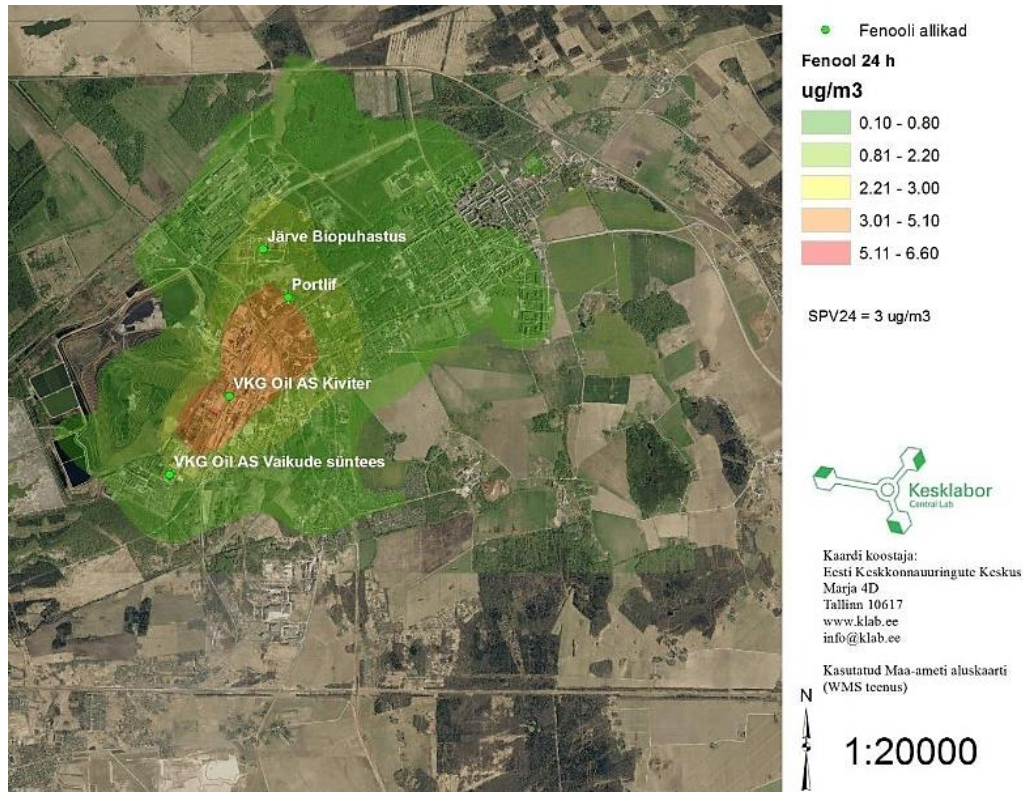 Järve Biopuhastus
Portlif
VKG Oil AS Kiviter
VKG Oil AS Vaikude süntees
Fenooli allikad
Fenool 24 h
ug/m3
0.10 - 0.80
0.81 - 2.20
2.21 - 3.00
3.01 - 5.10
5.11 - 6.60
SPV24 = 3 ug/m3
Kesklabor
Central Lab
Kaardi koostaja:
Eesti Keskkonnauuringute Keskus
Marja 4D
Tallinn 10617
www.klab.ee
info@klab.ee
Kasutatud Maa-ameti aluskaarti
(WMS teenus)
N
1:20000